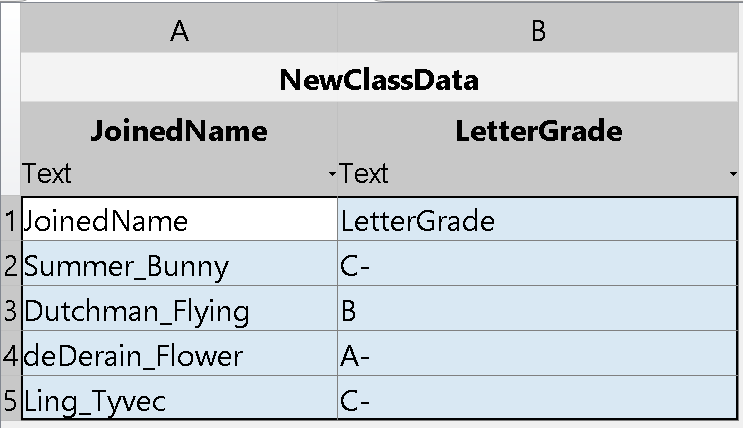 A B
NewClassData
JoinedName LetterGrade
Text Text
1 JoinedName LetterGrade
2 Summer_Bunny C-
3 Dutchman_Flying B
4 deDerain_Flower A-
5 Ling_Tyvec C-